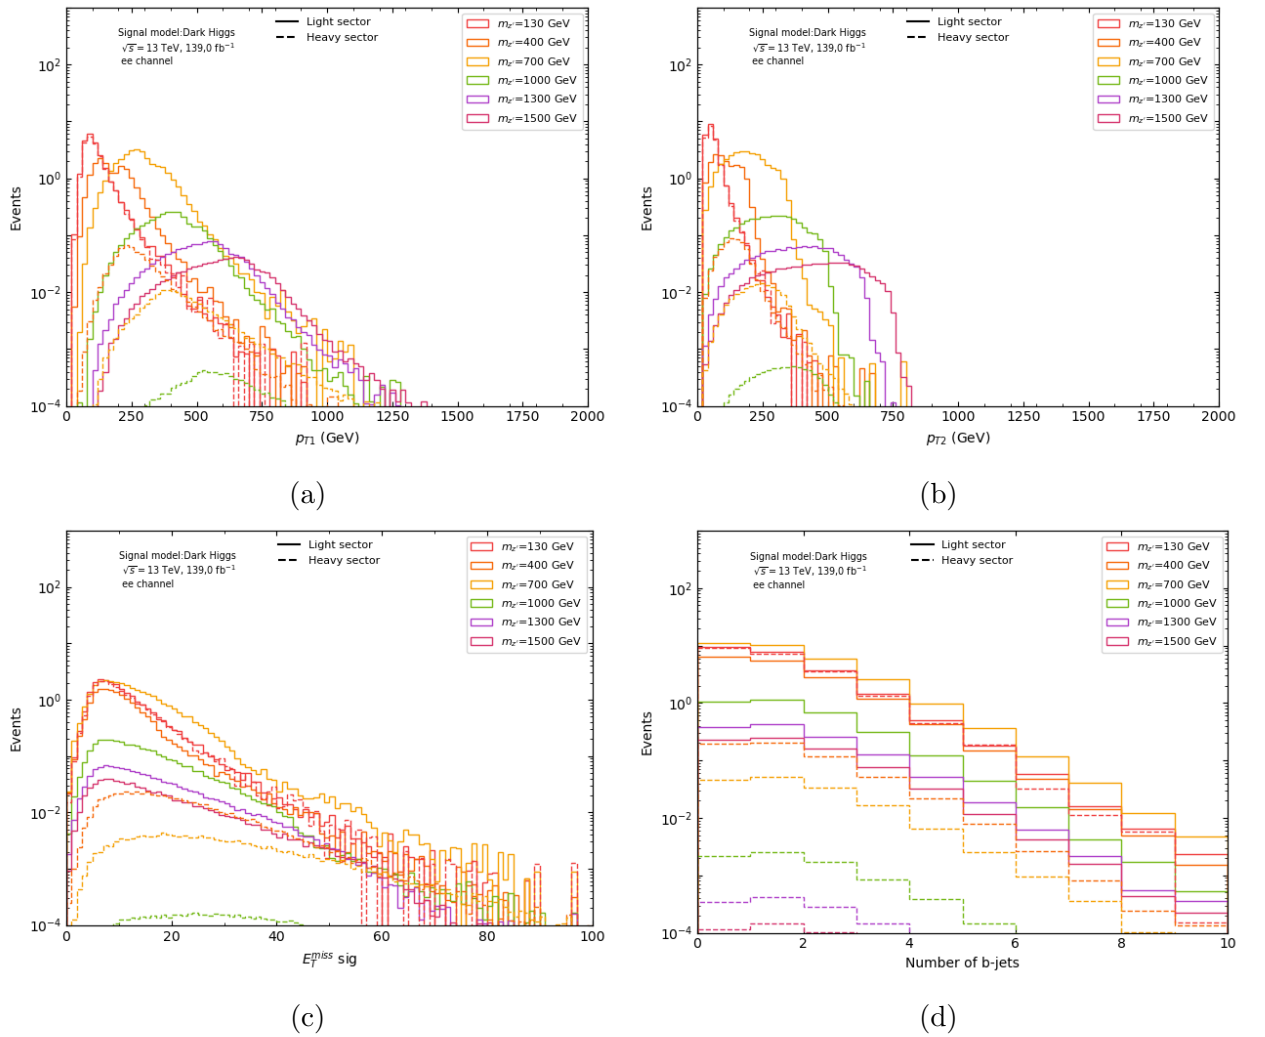 Signal model:Dark Higgs
√s = 13 TeV, 139,0 fb⁻¹
ee channel
Light sector
Heavy sector
m_z'=130 GeV
m_z'=400 GeV
m_z'=700 GeV
m_z'=1000 GeV
m_z'=1300 GeV
m_z'=1500 GeV
Events
10²
10⁰
10⁻²
10⁻⁴
0 250 500 750 1000 1250 1500 1750 2000
p_T1 (GeV)
(a)
Signal model:Dark Higgs
√s = 13 TeV, 139,0 fb⁻¹
ee channel
Light sector
Heavy sector
m_z'=130 GeV
m_z'=400 GeV
m_z'=700 GeV
m_z'=1000 GeV
m_z'=1300 GeV
m_z'=1500 GeV
Events
10²
10⁰
10⁻²
10⁻⁴
0 250 500 750 1000 1250 1500 1750 2000
p_T2 (GeV)
(b)
Signal model:Dark Higgs
√s = 13 TeV, 139,0 fb⁻¹
ee channel
Light sector
Heavy sector
m_z'=130 GeV
m_z'=400 GeV
m_z'=700 GeV
m_z'=1000 GeV
m_z'=1300 GeV
m_z'=1500 GeV
Events
10²
10⁰
10⁻²
10⁻⁴
0 20 40 60 80 100
E_T^miss sig
(c)
Signal model:Dark Higgs
√s = 13 TeV, 139,0 fb⁻¹
ee channel
Light sector
Heavy sector
m_z'=130 GeV
m_z'=400 GeV
m_z'=700 GeV
m_z'=1000 GeV
m_z'=1300 GeV
m_z'=1500 GeV
Events
10²
10⁰
10⁻²
10⁻⁴
0 2 4 6 8 10
Number of b-jets
(d)